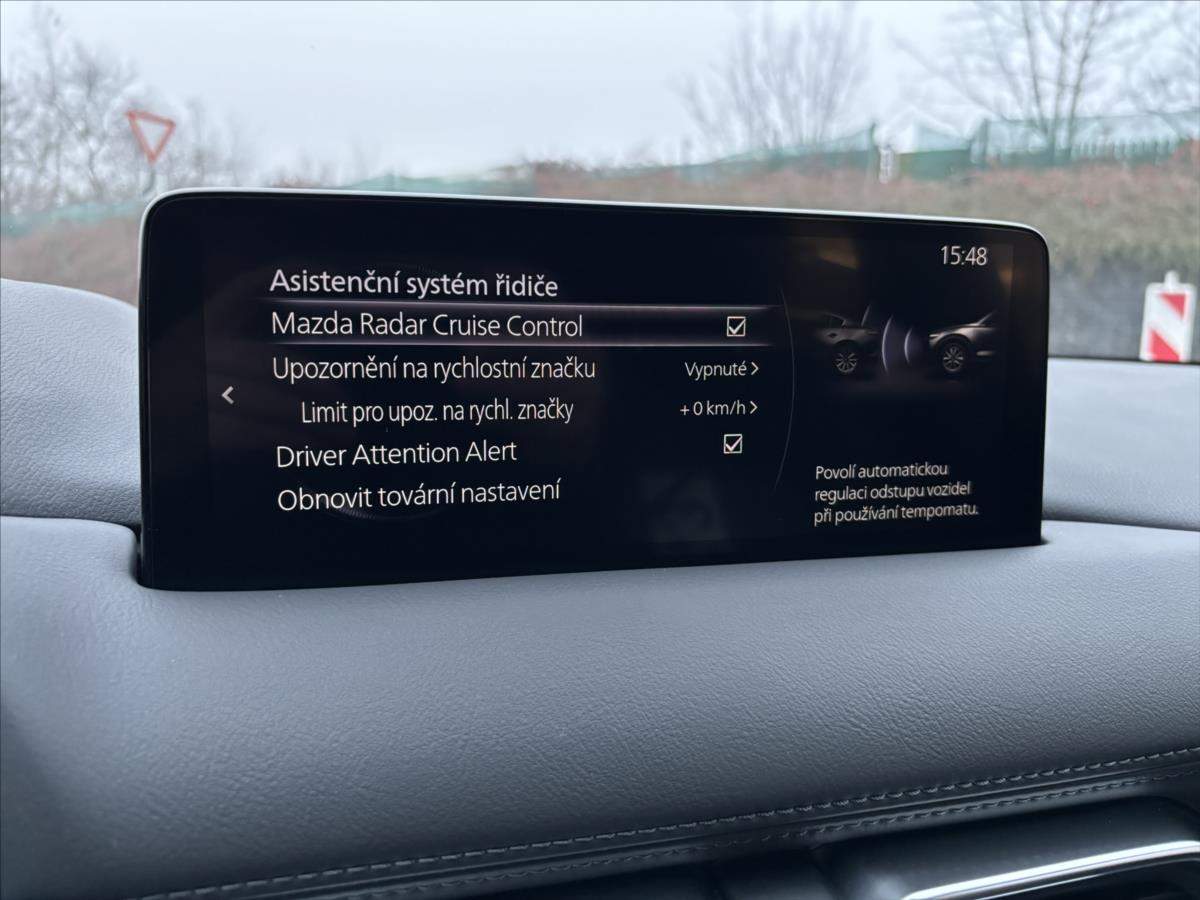 15:48
Asistenční systém řidiče
Mazda Radar Cruise Control
Upozornění na rychlostní značku Vypnuté >
Limit pro upoz. na rychl. značky + 0 km/h >
Driver Attention Alert
Obnovit tovární nastavení
Povolí automatickou
regulaci odstupu vozidel
při používání tempomatu.